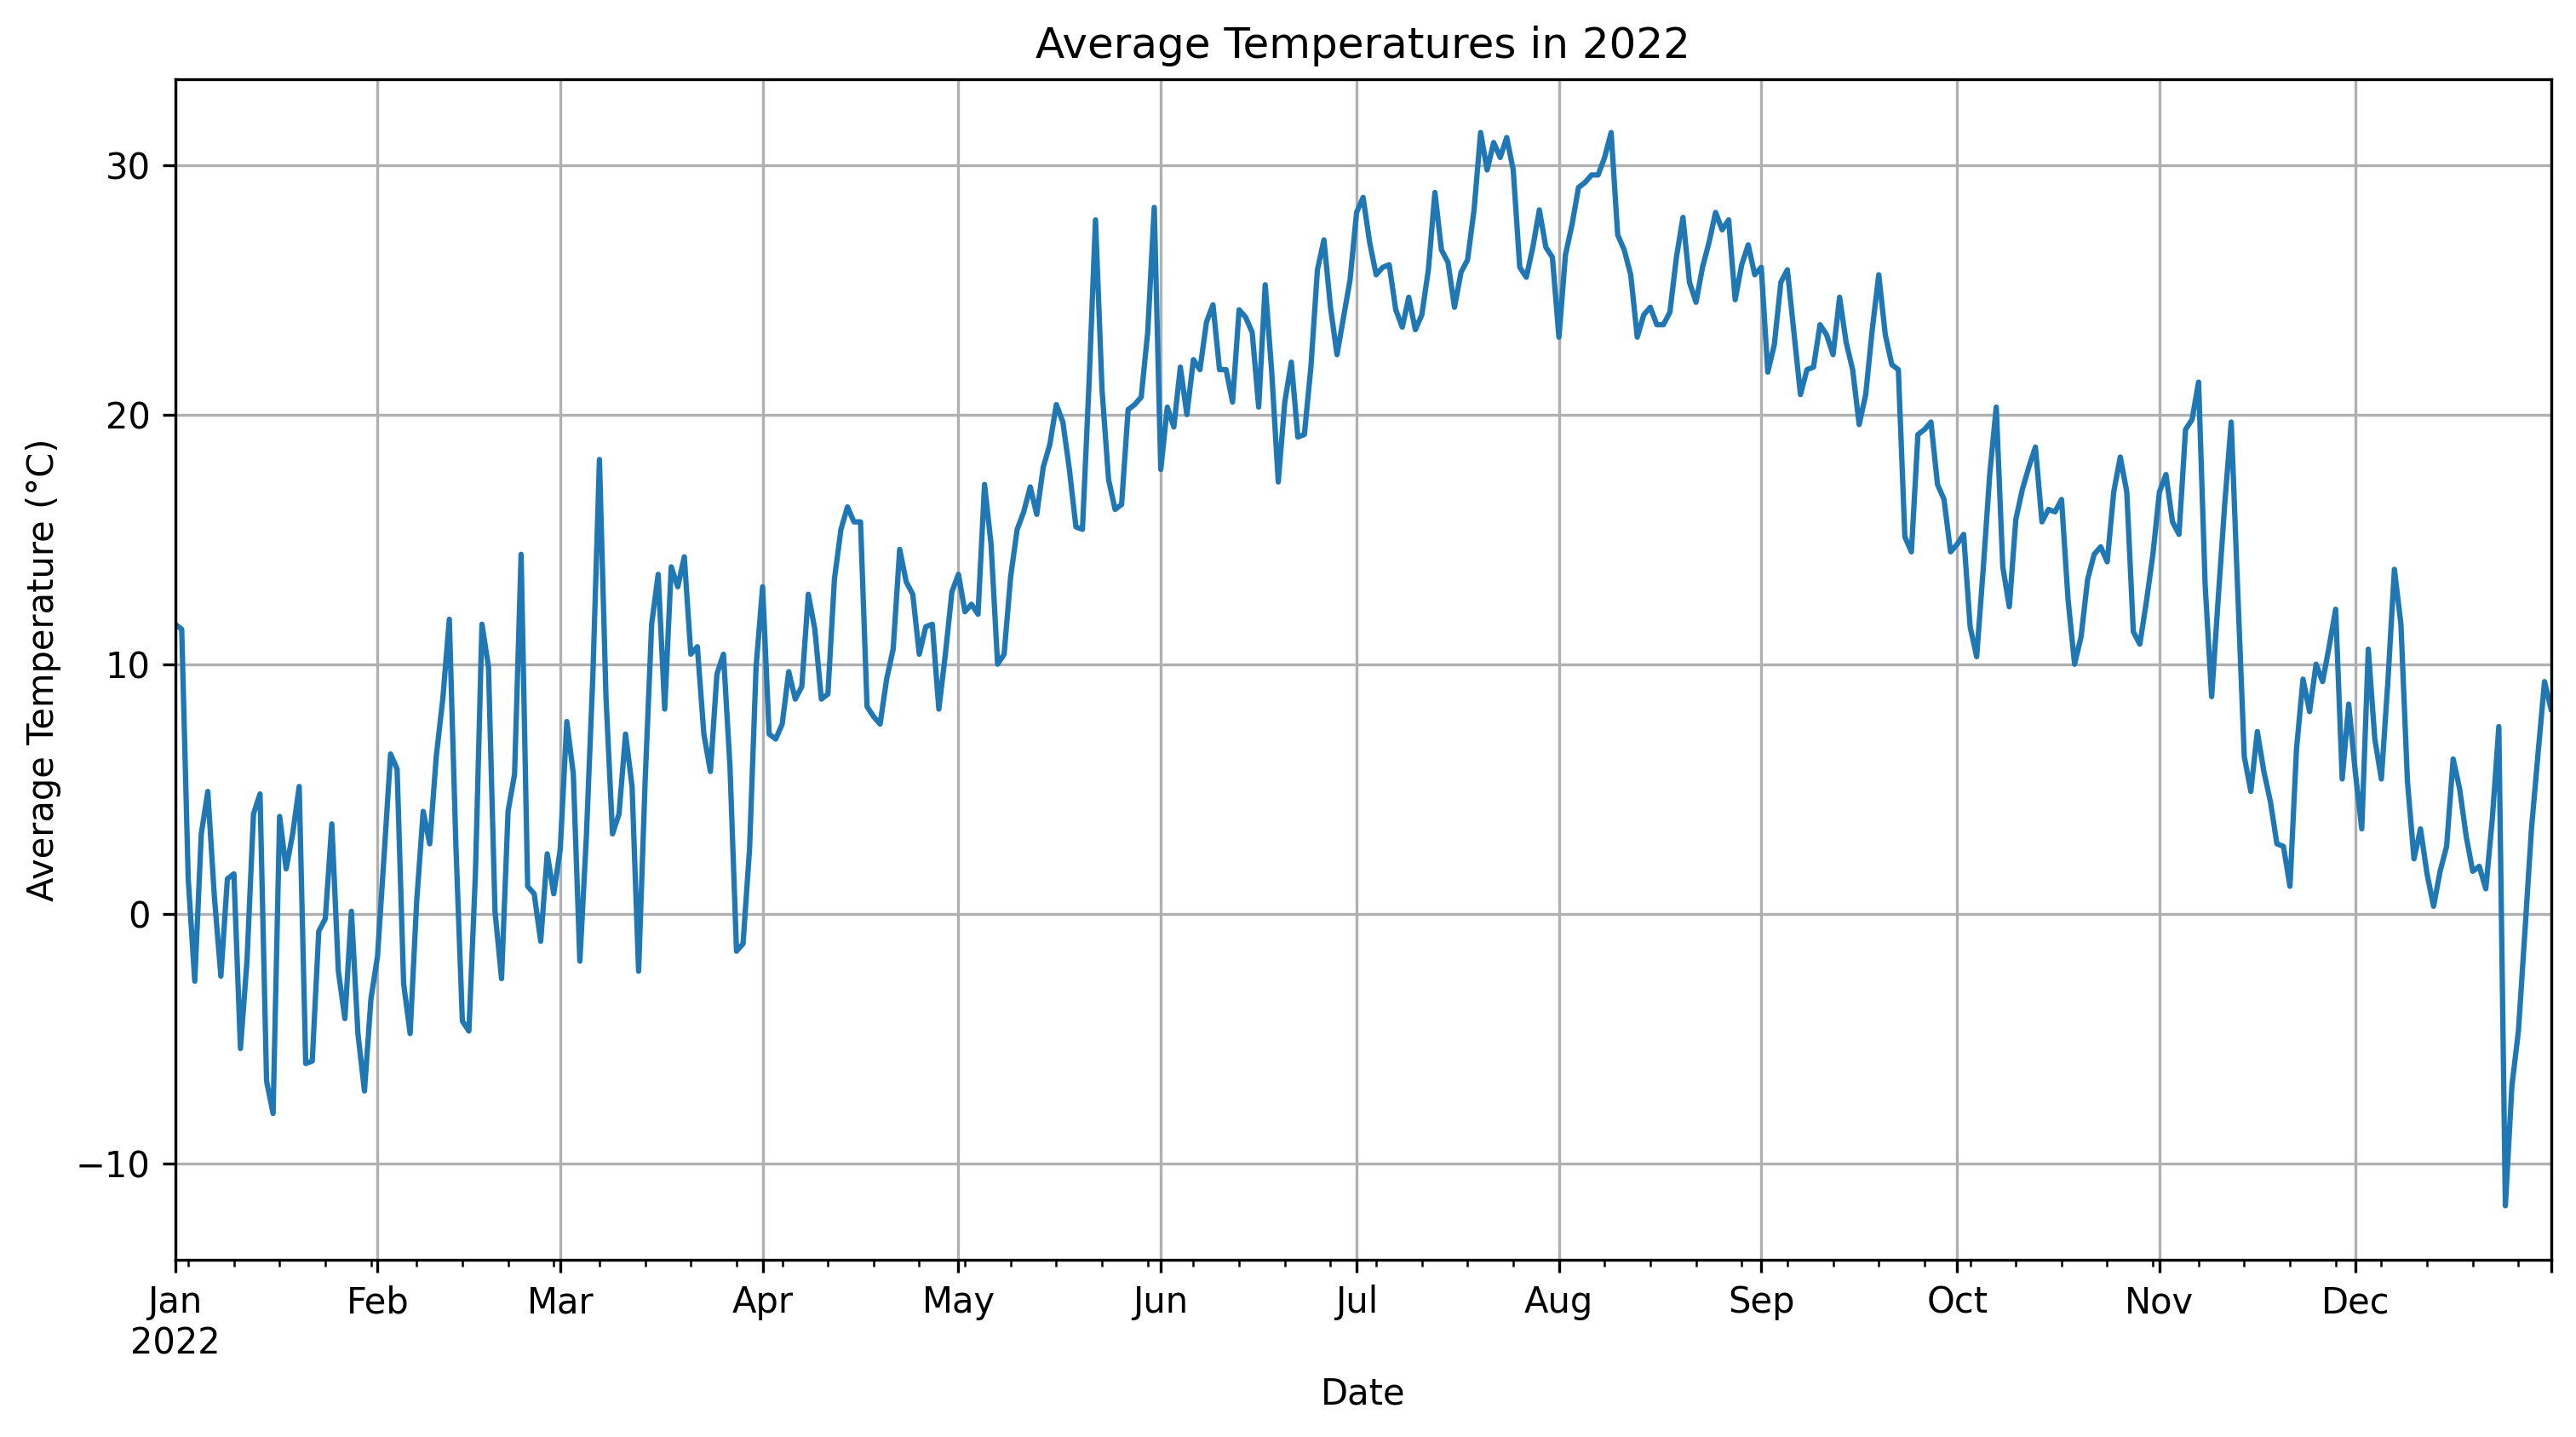 Average Temperatures in 2022
Average Temperature (°C)
30
20
10
0
−10
Jan Feb Mar Apr May Jun Jul Aug Sep Oct Nov Dec
2022
Date